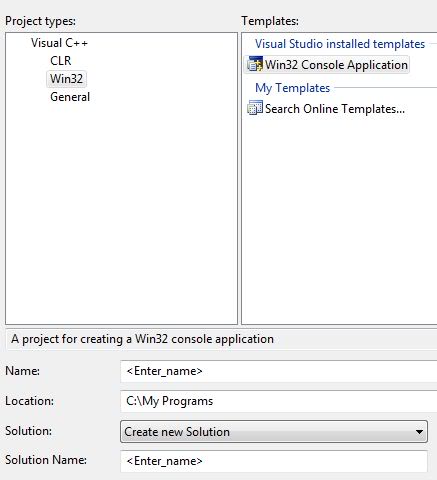 Project types:
Templates:
Visual C++
CLR
Win32
General
Visual Studio installed templates
Win32 Console Application
My Templates
Search Online Templates...
A project for creating a Win32 console application
Name: <Enter_name>
Location: C:\My Programs
Solution: Create new Solution
Solution Name: <Enter_name>